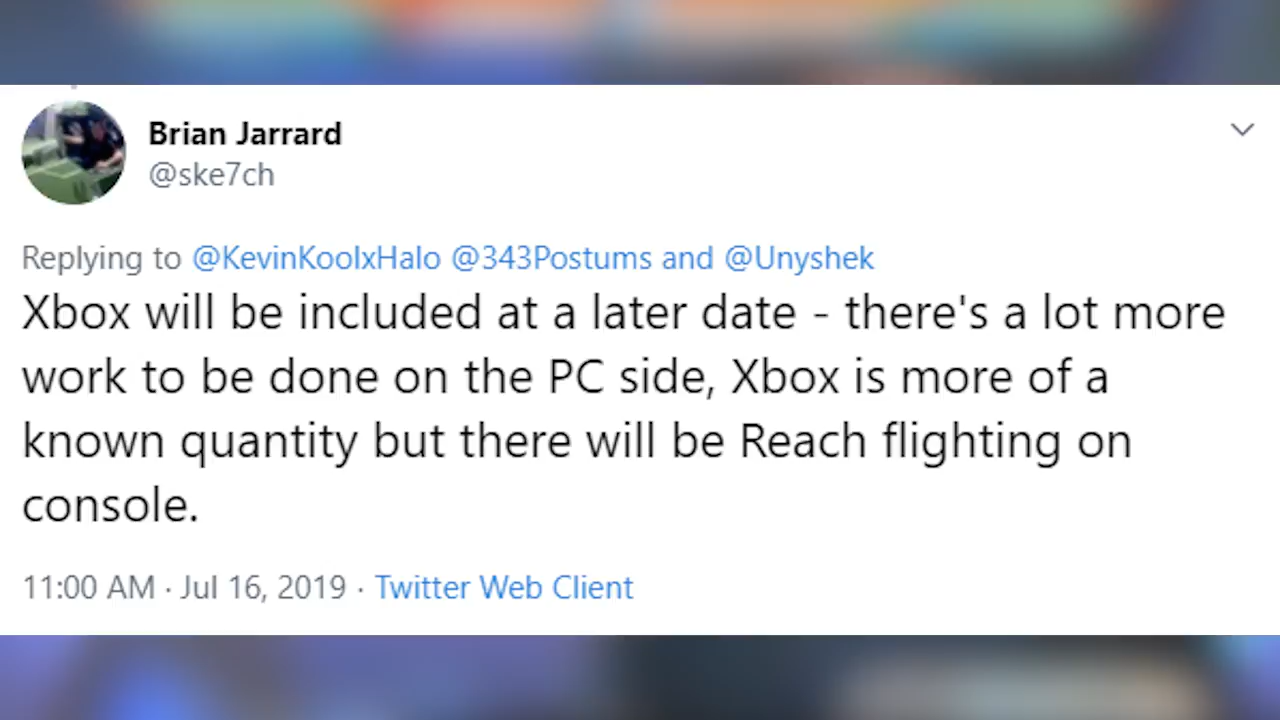 Brian Jarrard
@ske7ch
Replying to @KevinKoolxHalo @343Postums and @Unyshek
Xbox will be included at a later date - there's a lot more
work to be done on the PC side, Xbox is more of a
known quantity but there will be Reach flighting on
console.
11:00 AM · Jul 16, 2019 · Twitter Web Client